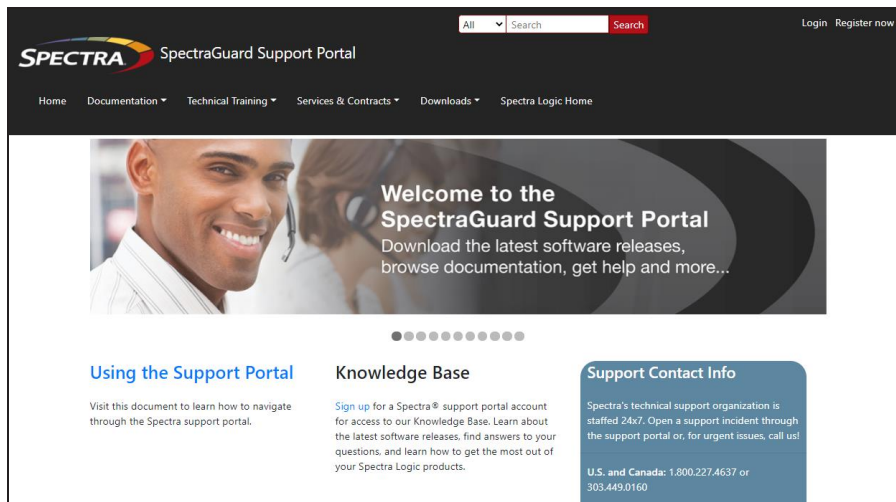 All Search Search Login Register now
SPECTRA SpectraGuard Support Portal
Home Documentation Technical Training Services & Contracts Downloads Spectra Logic Home
Welcome to the
SpectraGuard Support Portal
Download the latest software releases,
browse documentation, get help and more...
Using the Support Portal
Visit this document to learn how to navigate
through the Spectra support portal.
Knowledge Base
Sign up for a Spectra® support portal account
for access to our Knowledge Base. Learn about
the latest software releases, find answers to your
questions, and learn how to get the most out of
your Spectra Logic products.
Support Contact Info
Spectra's technical support organization is
staffed 24x7. Open a support incident through
the support portal or, for urgent issues, call us!
U.S. and Canada: 1.800.227.4637 or
303.449.0160